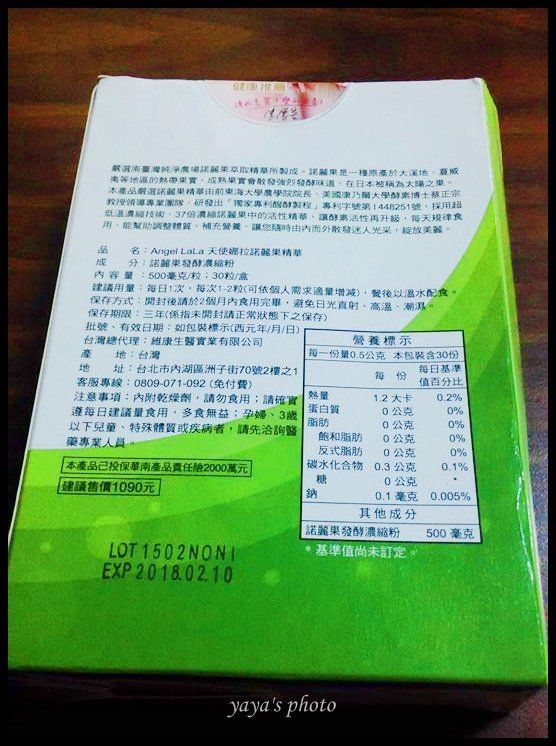 健康推薦
嚴選南臺灣純淨農場諾麗果萃取精華所製成。諾麗果是一種原產於大溪地、夏威
夷等地區的熱帶果實，成熟果實會散發強烈發酵味道，在日本被稱為太陽之果。
本產品嚴選諾麗果精華由前東海大學農學院院長、美國康乃爾大學酵素博士蔡正宗
教授領導專業團隊，研發出「獨家專利醱酵製程」專利字號第I 448251號，採用超
低溫濃縮技術，37倍濃縮諾麗果中的活性精華，讓酵素活性再升級，每天規律食
用，能幫助調整體質，補充營養，讓您隨時由內而外散發迷人光采，綻放美麗。
品 名：Angel LaLa 天使娜拉諾麗果精華
成 分：諾麗果發酵濃縮粉
內 容 量：500毫克/粒；30粒/盒
建議用量：每日1次，每次1-2粒(可依個人需求適量增減)，餐後以溫水配食。
保存方式：開封後請於2個月內食用完畢，避免日光直射、高溫、潮濕。
保存期限：三年(係指未開封請正常狀態下之保存)
批號、有效日期：如包裝標示(西元年/月/日)
台灣總代理：維康生醫實業有限公司
產 地：台灣
地 址：台北市內湖區洲子街70號2樓之1
客服專線：0809-071-092 (免付費)
注意事項：內附乾燥劑，請勿食用；請確實
遵每日建議量食用，多食無益；孕婦、3歲
以下兒童、特殊體質或疾病者，請先洽詢醫
藥專業人員。
本產品已投保華南產品責任險2000萬元
建議售價1090元
營養標示
每一份量0.5公克 本包裝含30份
每 份 每日基準值百分比
熱量 1.2 大卡 0.2%
蛋白質 0 公克 0%
脂肪 0 公克 0%
飽和脂肪 0 公克 0%
反式脂肪 0 公克 0%
碳水化合物 0.3 公克 0.1%
糖 0 公克 *
鈉 0.1 毫克 0.005%
其他成分
諾麗果發酵濃縮粉 500 毫克
* 基準值尚未訂定。
LOT1502NONI
EXP 2018.02.10
yaya's photo